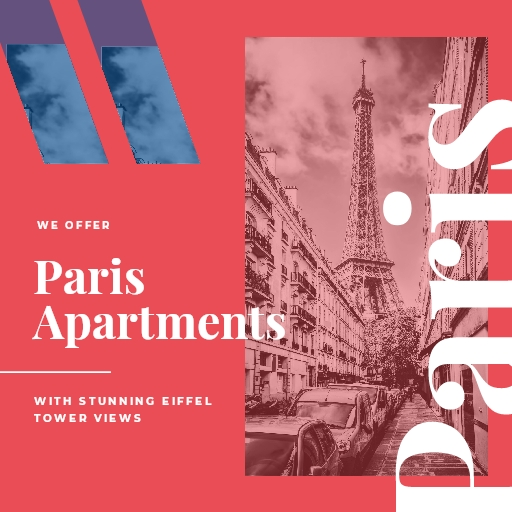 WE OFFER
Paris
Apartments
WITH STUNNING EIFFEL
TOWER VIEWS
Paris